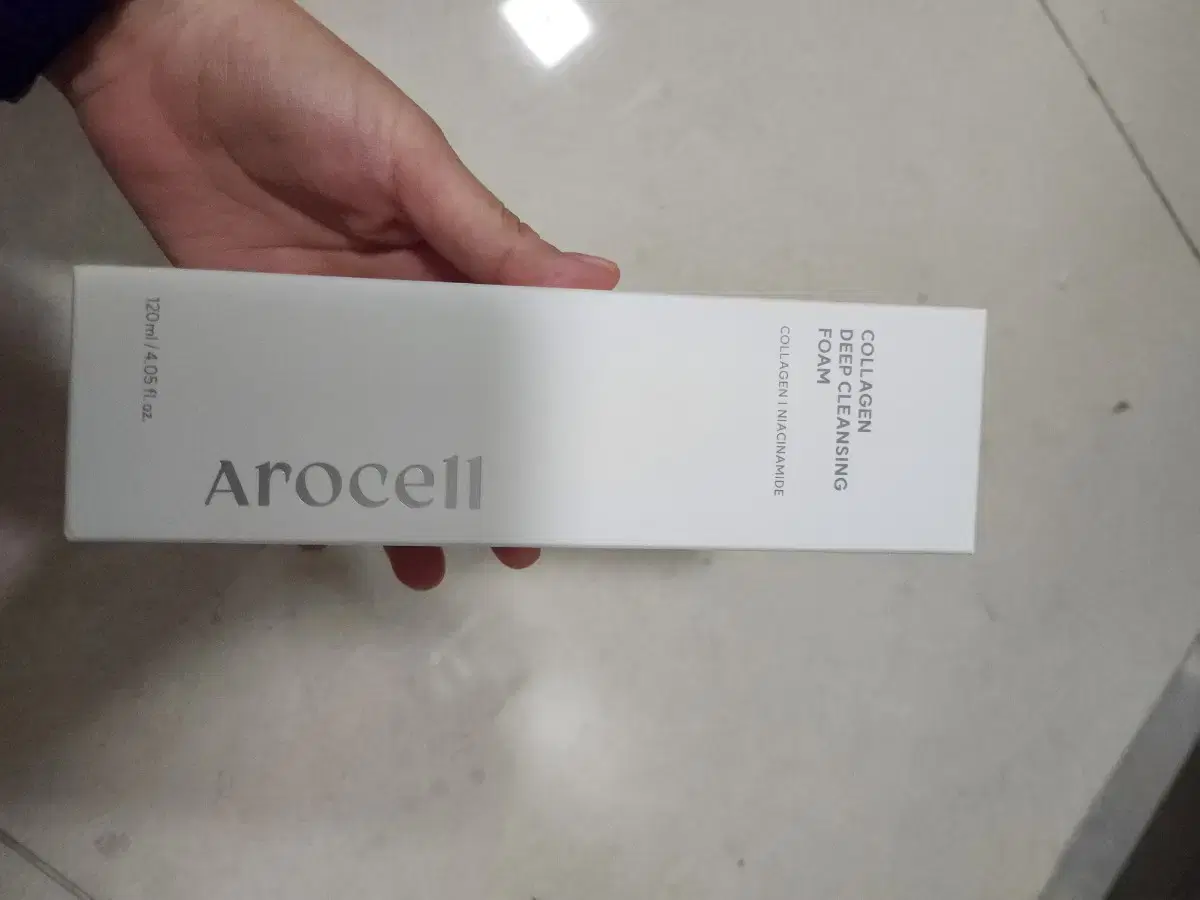 COLLAGEN
DEEP CLEANSING
FOAM
COLLAGEN | NIACINAMIDE
Arocell
120ml / 4.05 fl.oz.